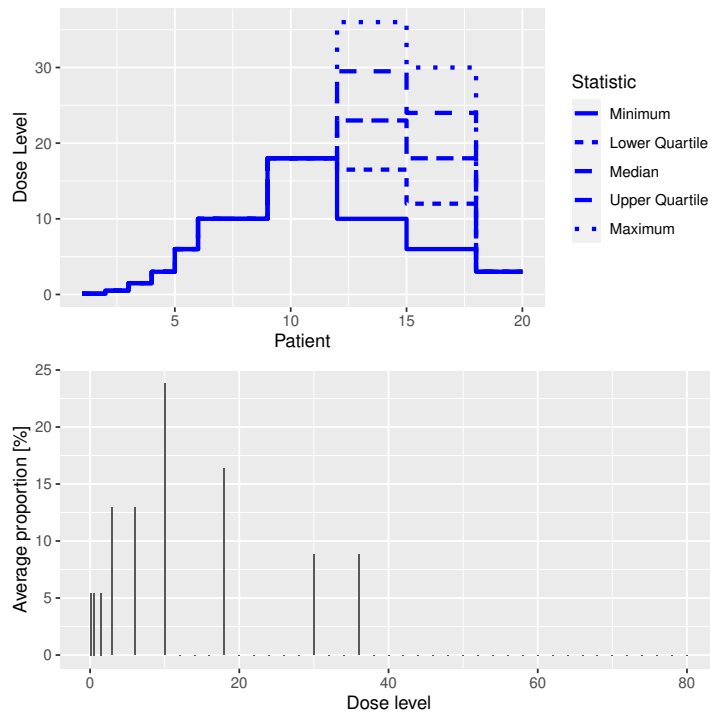 30
20
10
0
Dose Level
5
10
15
20
Patient
Statistic
Minimum
Lower Quartile
Median
Upper Quartile
Maximum
25
20
15
10
5
0
Average proportion [%]
0
20
40
60
80
Dose level